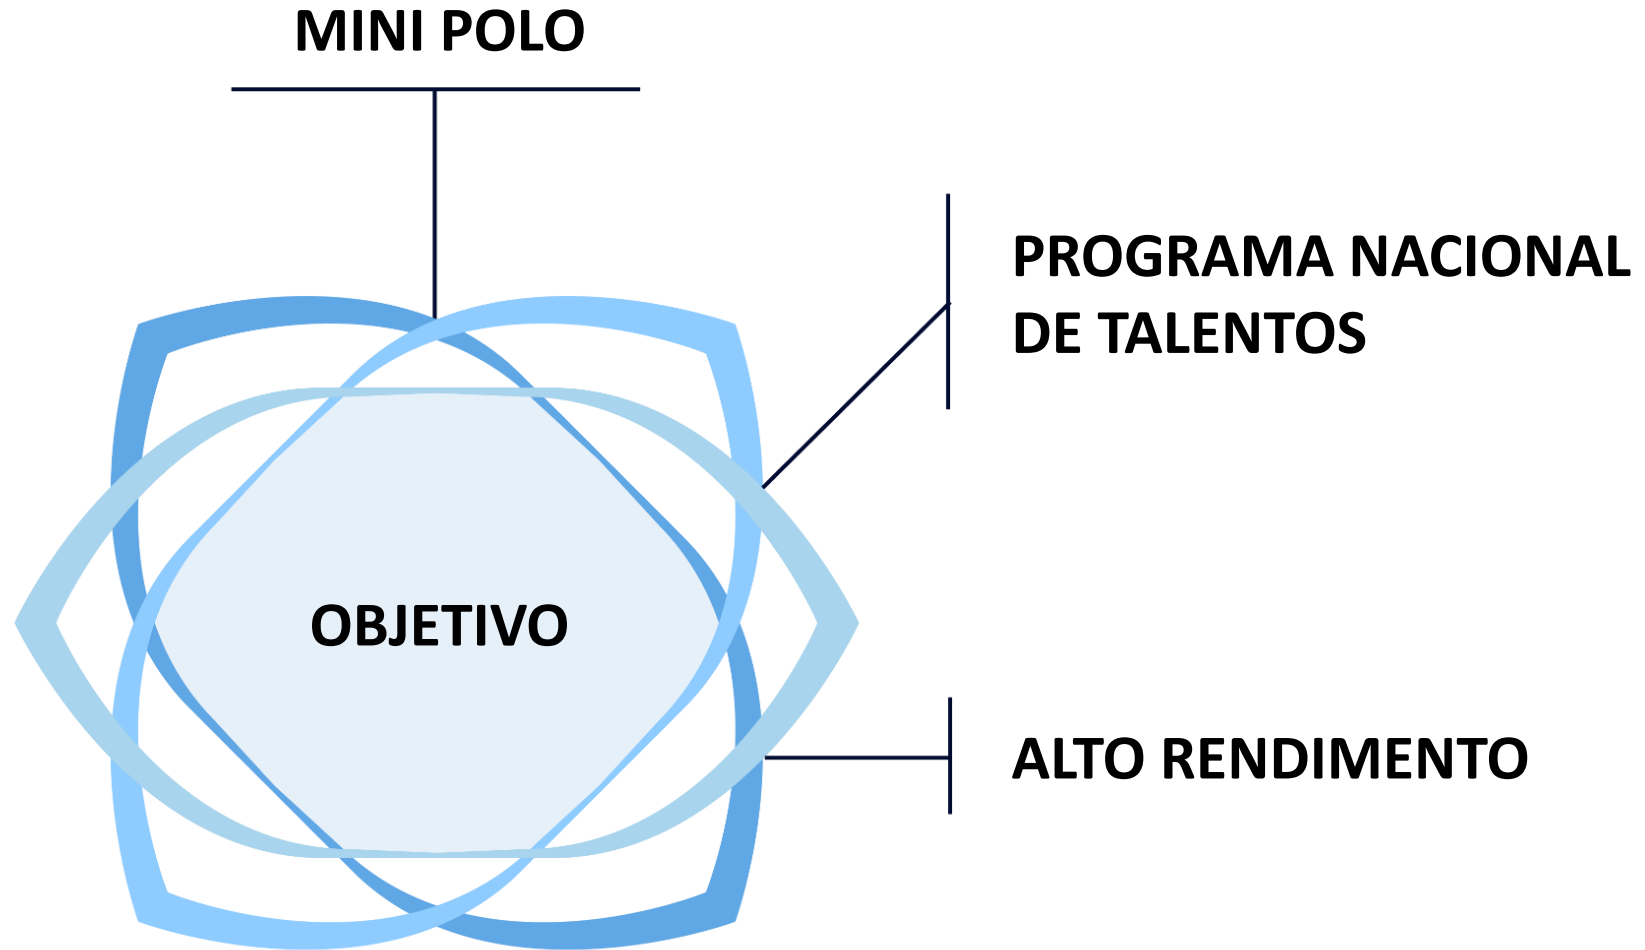 MINI POLO
PROGRAMA NACIONAL
DE TALENTOS
OBJETIVO
ALTO RENDIMENTO